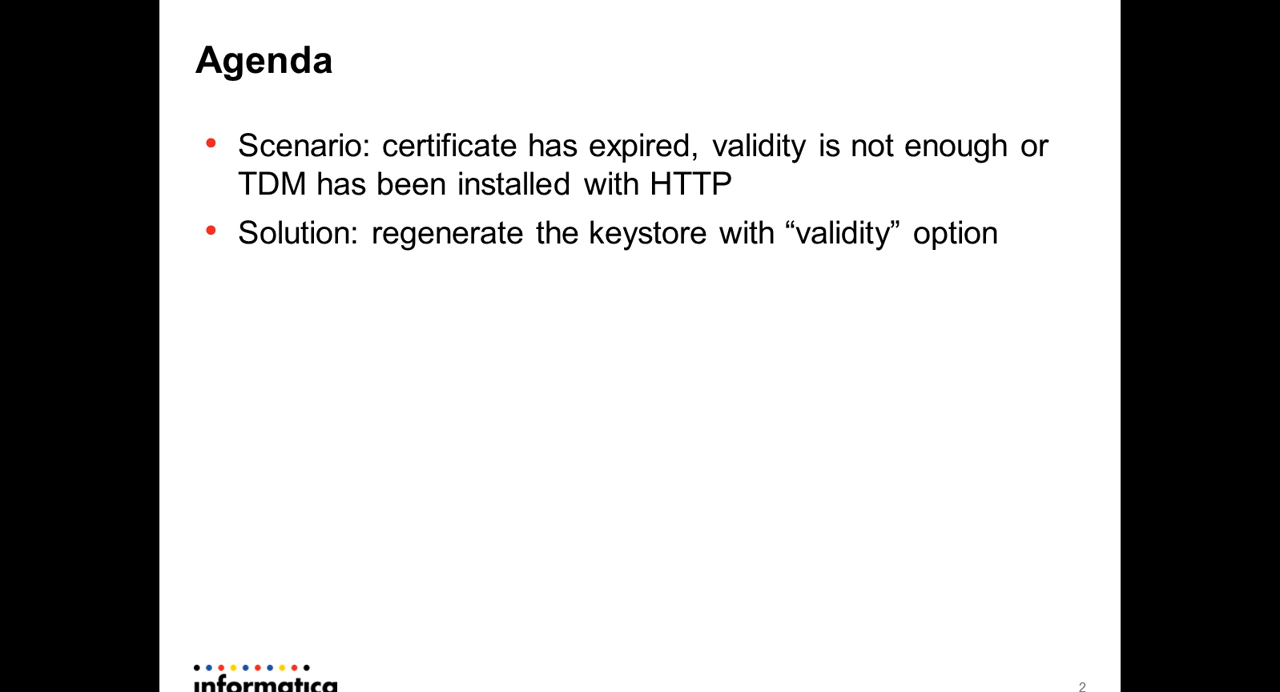 Agenda
• Scenario: certificate has expired, validity is not enough or
TDM has been installed with HTTP
• Solution: regenerate the keystore with “validity” option
informatica
2